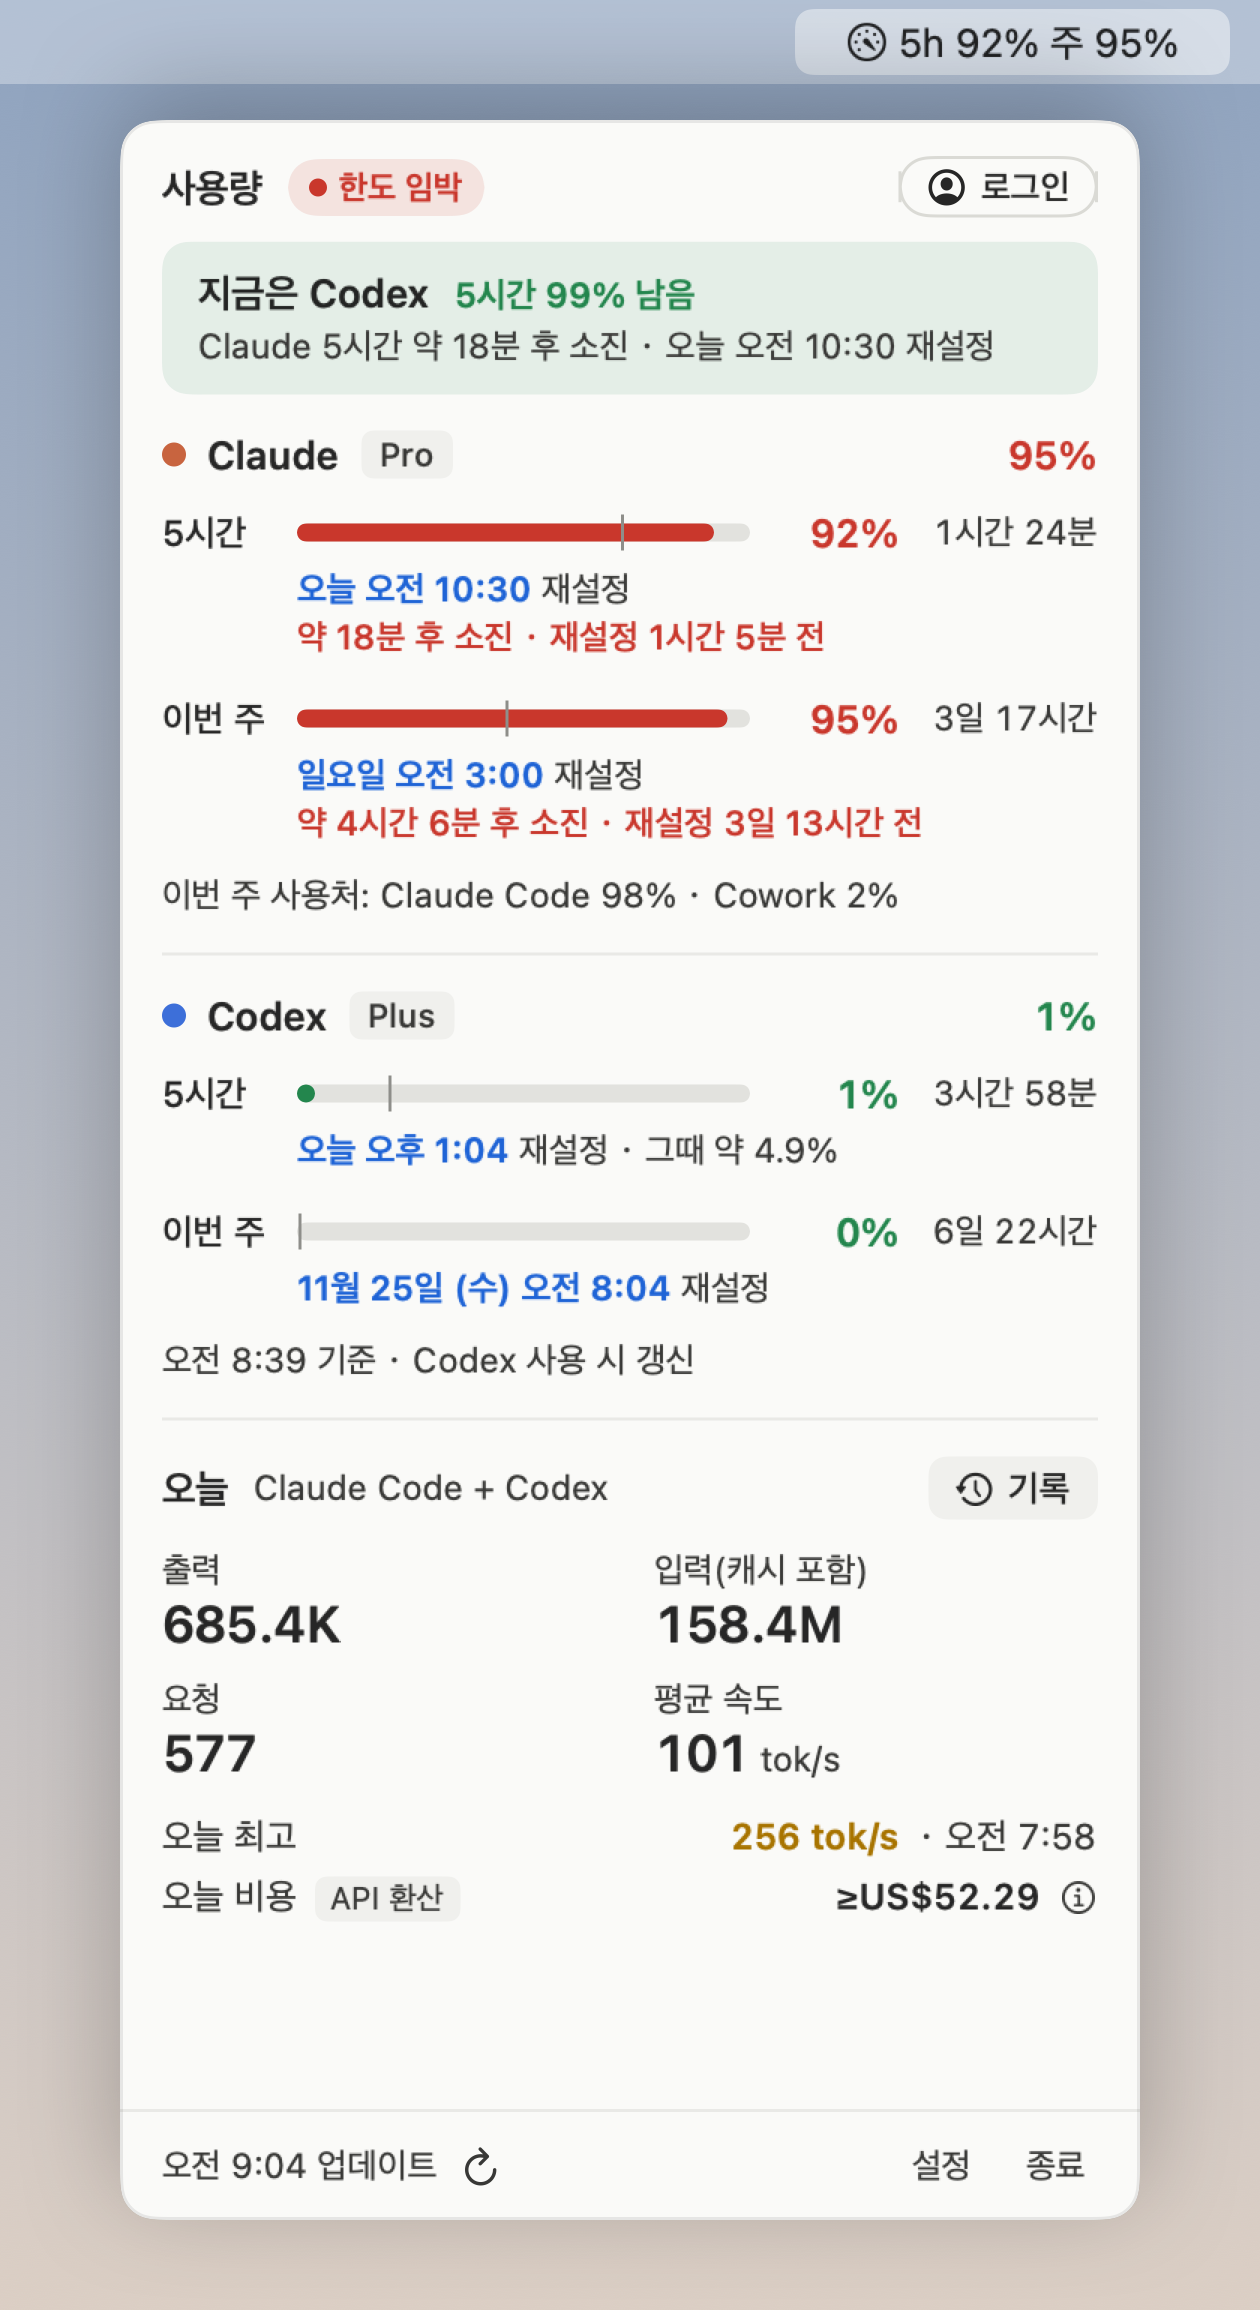 5h 92% 주 95%
사용량 한도 임박 로그인
지금은 Codex 5시간 99% 남음
Claude 5시간 약 18분 후 소진 · 오늘 오전 10:30 재설정
Claude Pro 95%
5시간 92% 1시간 24분
오늘 오전 10:30 재설정
약 18분 후 소진 · 재설정 1시간 5분 전
이번 주 95% 3일 17시간
일요일 오전 3:00 재설정
약 4시간 6분 후 소진 · 재설정 3일 13시간 전
이번 주 사용처: Claude Code 98% · Cowork 2%
Codex Plus 1%
5시간 1% 3시간 58분
오늘 오후 1:04 재설정 · 그때 약 4.9%
이번 주 0% 6일 22시간
11월 25일 (수) 오전 8:04 재설정
오전 8:39 기준 · Codex 사용 시 갱신
오늘 Claude Code + Codex 기록
출력 입력(캐시 포함)
685.4K 158.4M
요청 평균 속도
577 101 tok/s
오늘 최고 256 tok/s · 오전 7:58
오늘 비용 API 환산 ≥US$52.29
오전 9:04 업데이트 설정 종료